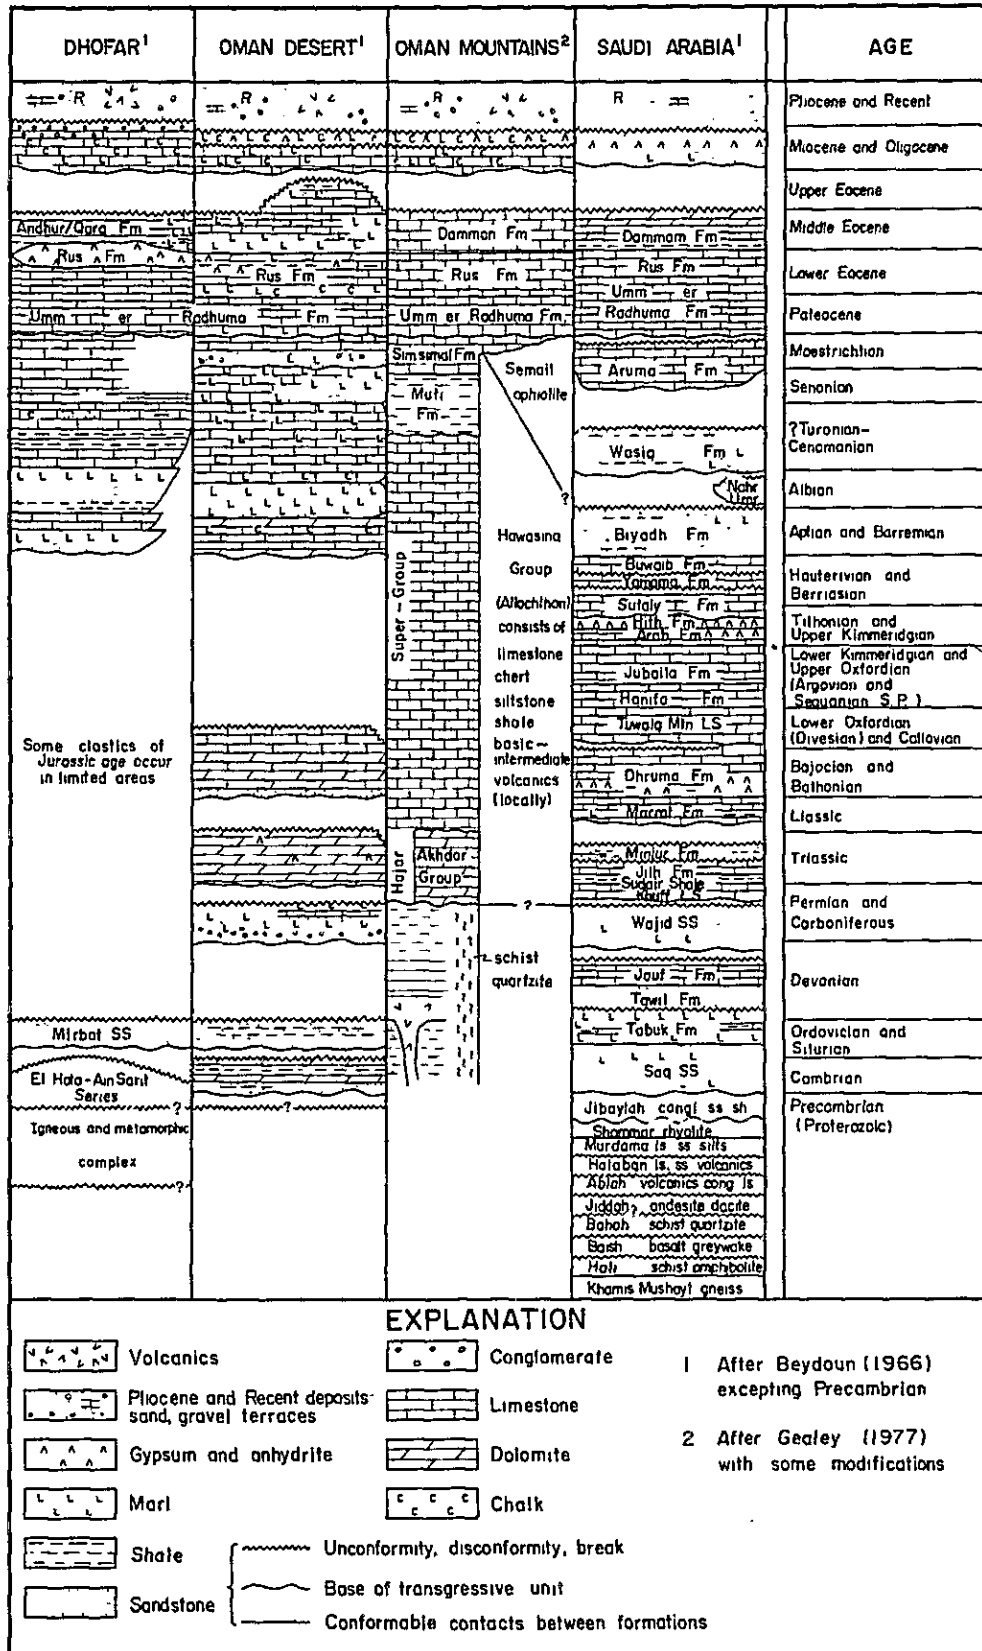 DHOFAR1
OMAN DESERT1
OMAN MOUNTAINS2
SAUDI ARABIA1
AGE
R
R
R
R
Pliocene and Recent
Miocene and Oligocene
Upper Eocene
Andhur/Qara Fm
Damman Fm
Dammam Fm
Middle Eocene
Rus Fm
Rus Fm
Rus Fm
Rus Fm
Lower Eocene
Umm er Radhuma Fm
Umm er Radhuma Fm
Umm er
Radhuma Fm
Paleocene
Simsima Fm
Semail
ophiolite
Aruma Fm
Maestrichtian
Senonian
Muti
Fm
Wasia Fm
?Turonian-
Cenomanian
?
Nahr
Umr
Albian
Hawasina
Group
(Allochthon)
consists of
limestone
chert
siltstone
shale
basic-
intermediate
volcanics
(locally)
Super-Group
Hajar
Akhdar
Group
Biyadh Fm
Aptian and Barremian
Buwaib Fm
Yamama Fm
Hauterivian and
Berriasian
Sulaiy Fm
Hith Fm
Arab Fm
Tithonian and
Upper Kimmeridgian
Jubaila Fm
Hanifa Fm
Lower Kimmeridgian and
Upper Oxfordian
(Argovian and
Sequanian S.P.)
Tuwaiq Mtn LS
Lower Oxfordian
(Divesian) and Callovian
Some clastics of
Jurassic age occur
in limited areas
Dhruma Fm
Bajocian and
Bathonian
Marrat Fm
Liassic
Minjur Fm
Jilh Fm
Sudair Shale
Khuff LS
Triassic
?
Wajid SS
Permian and
Carboniferous
schist
quartzite
Jauf Fm
Tawil Fm
Devonian
Mirbat SS
Tabuk Fm
Ordovician and
Silurian
El Hota-Ain Sarit
Series
Saq SS
Cambrian
?
?
Igneous and metamorphic
complex
?
Jibaylah congl ss sh
Precambrian
(Proterozoic)
Shammar rhyolite
Murdama ls ss silts
Halaban ls, ss volcanics
Ablah volcanics cong ls
Jiddah? andesite dacite
Bahah schist quartzite
Baish basalt greywake
Hali schist amphibolite
Khamis Mushayt gneiss
EXPLANATION
Volcanics
Pliocene and Recent deposits-
sand, gravel terraces
Gypsum and anhydrite
Marl
Shale
Sandstone
Conglomerate
Limestone
Dolomite
Chalk
Unconformity, disconformity, break
Base of transgressive unit
Conformable contacts between formations
1 After Beydoun (1966)
excepting Precambrian
2 After Gealey (1977)
with some modifications